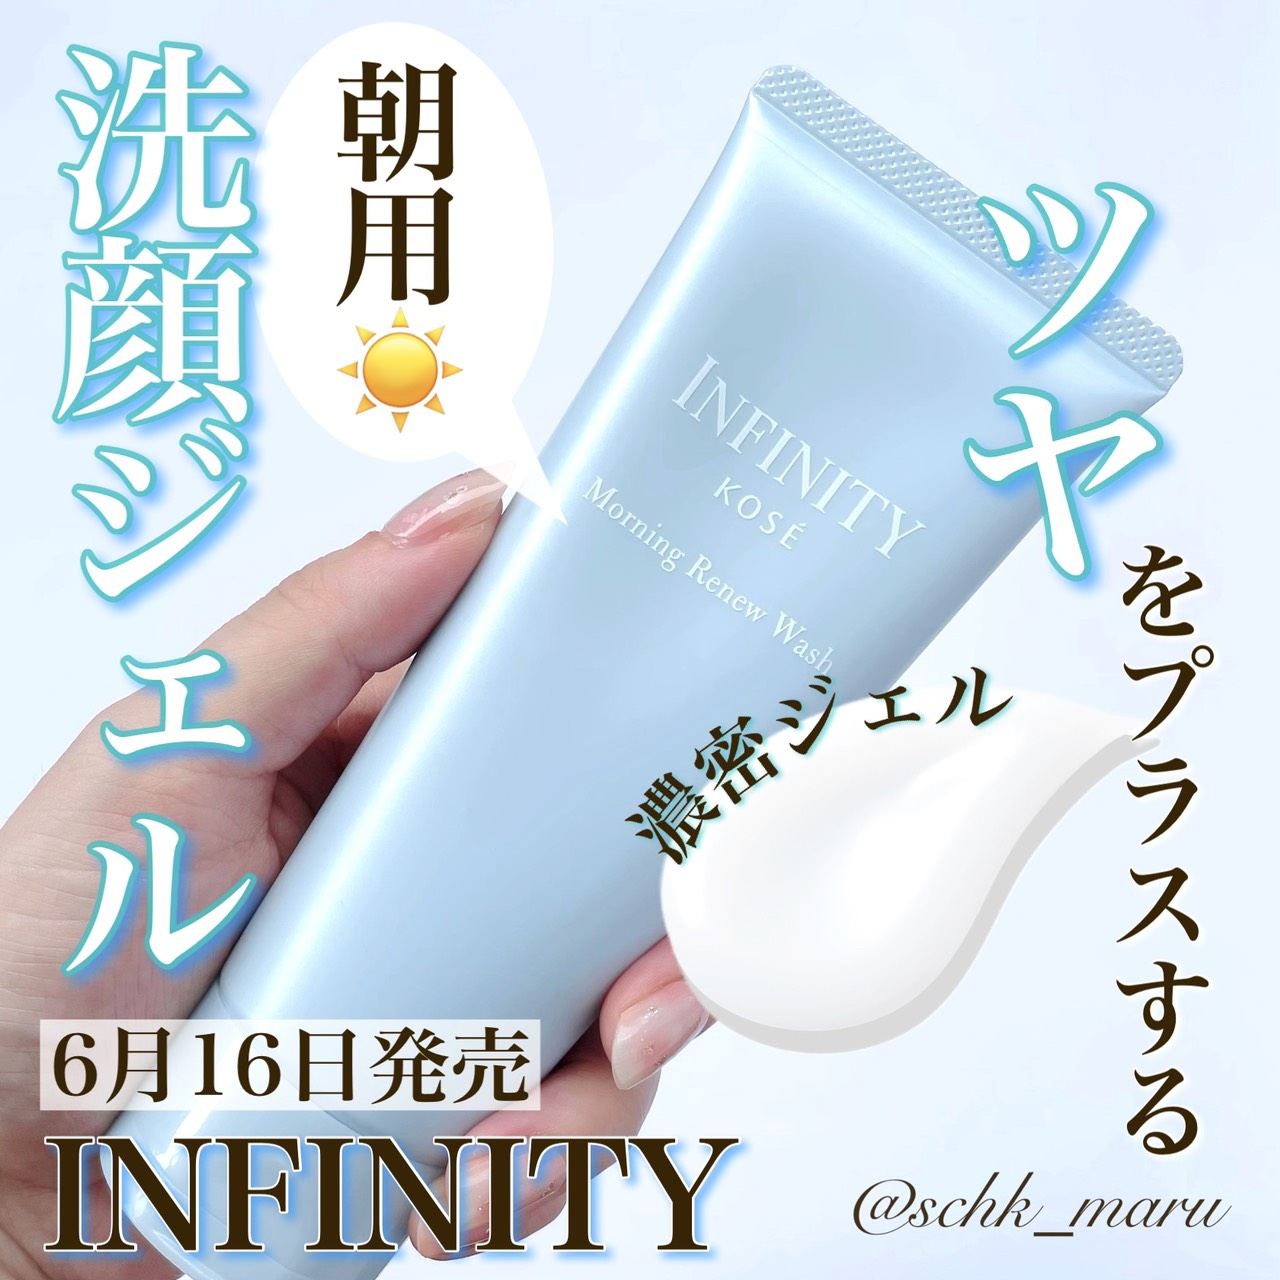 ツヤ
をプラスする
朝用☀️
洗顔ジェル
INFINITY
KOSÉ
Morning Renew Wash
濃密ジェル
6月16日発売
INFINITY
@schk_maru